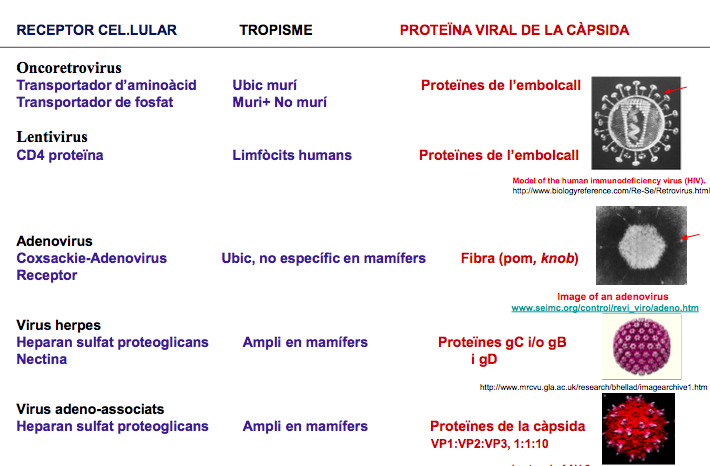 RECEPTOR CEL.LULAR TROPISME PROTEÏNA VIRAL DE LA CÀPSIDA
Oncoretrovirus
Transportador d'aminoàcid Ubic murí Proteïnes de l'embolcall
Transportador de fosfat Muri+ No murí
Lentivirus
CD4 proteïna Limfòcits humans Proteïnes de l'embolcall
Model of the human immunodeficiency virus (HIV).
http://www.biologyreference.com/Re-Se/Retrovirus.html
Adenovirus
Coxsackie-Adenovirus Ubic, no específic en mamífers Fibra (pom, knob)
Receptor
Image of an adenovirus
www.seimc.org/control/revi_viro/adeno.htm
Virus herpes
Heparan sulfat proteoglicans Ampli en mamífers Proteïnes gC i/o gB
Nectina i gD
http://www.mrcvu.gla.ac.uk/research/bhellad/imagearchive1.htm
Virus adeno-associats
Heparan sulfat proteoglicans Ampli en mamífers Proteïnes de la càpsida
VP1:VP2:VP3, 1:1:10